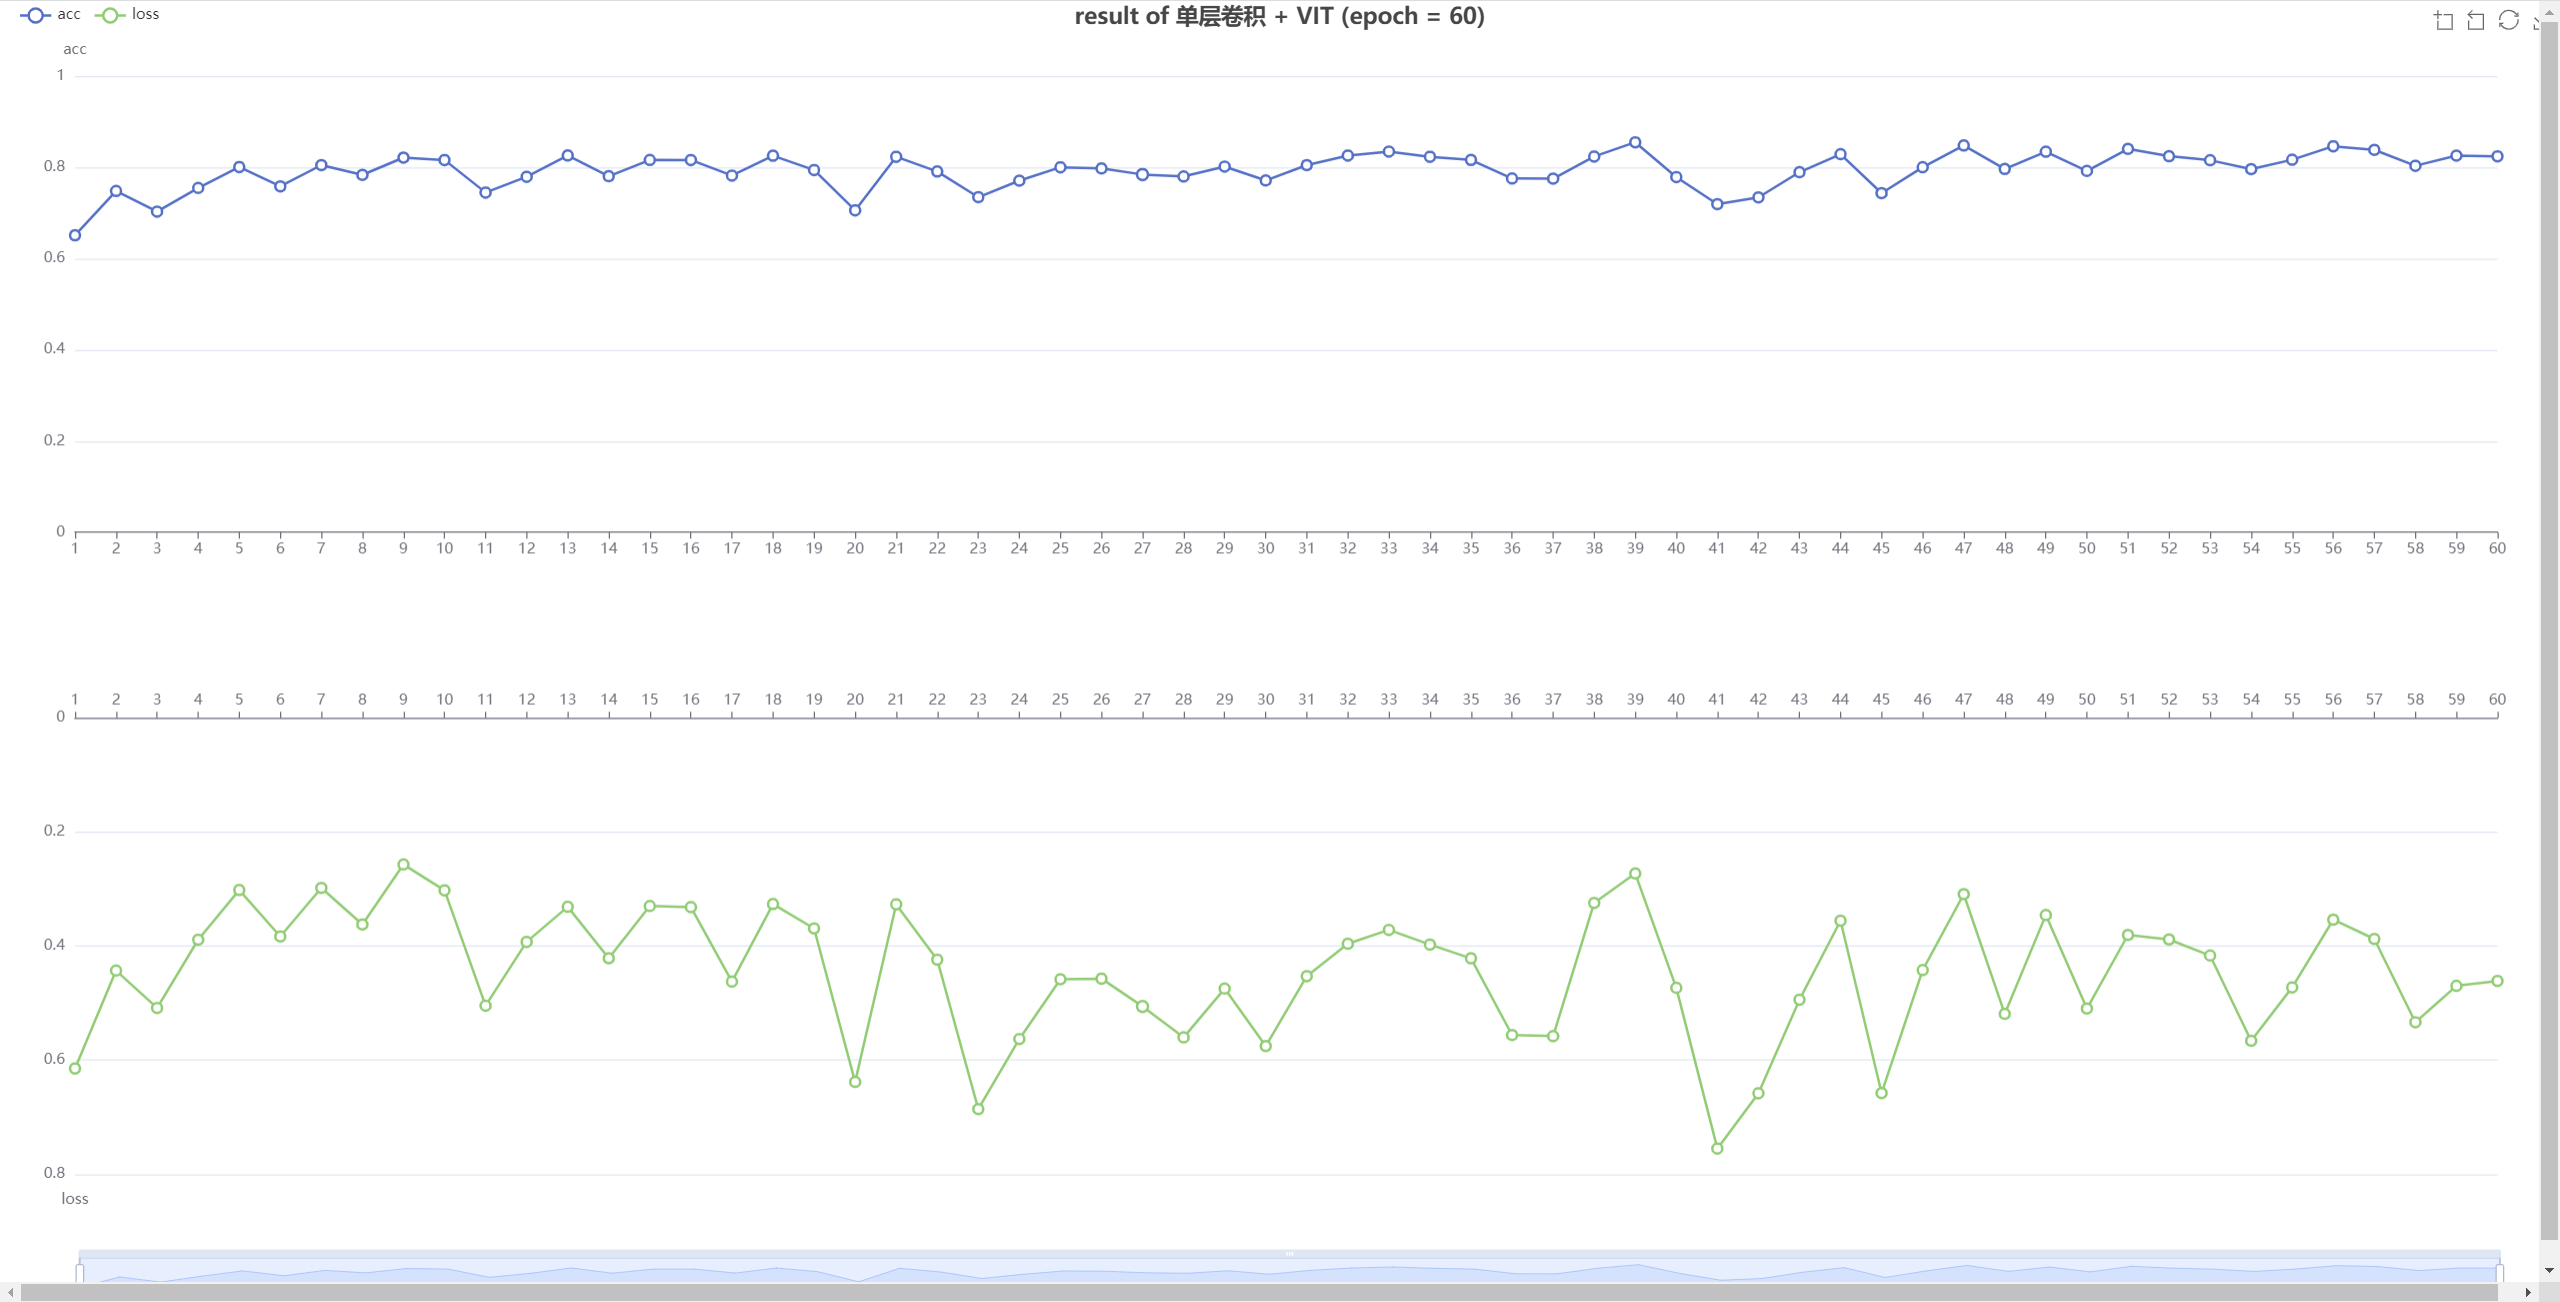 acc loss
result of 单层卷积 + VIT (epoch = 60)
acc
1
0.8
0.6
0.4
0.2
0
1 2 3 4 5 6 7 8 9 10 11 12 13 14 15 16 17 18 19 20 21 22 23 24 25 26 27 28 29 30 31 32 33 34 35 36 37 38 39 40 41 42 43 44 45 46 47 48 49 50 51 52 53 54 55 56 57 58 59 60
1 2 3 4 5 6 7 8 9 10 11 12 13 14 15 16 17 18 19 20 21 22 23 24 25 26 27 28 29 30 31 32 33 34 35 36 37 38 39 40 41 42 43 44 45 46 47 48 49 50 51 52 53 54 55 56 57 58 59 60
0
0.2
0.4
0.6
0.8
loss